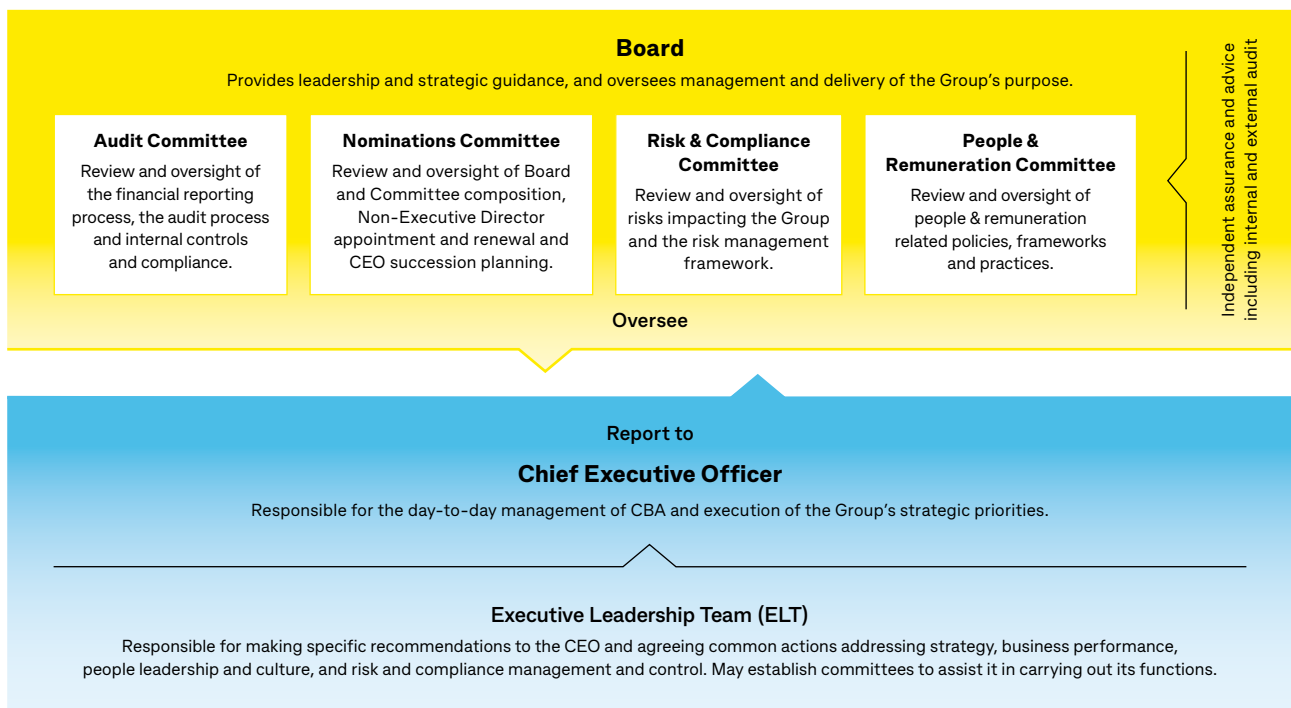 Board
Provides leadership and strategic guidance, and oversees management and delivery of the Group’s purpose.
Audit Committee
Review and oversight of
the financial reporting
process, the audit process
and internal controls
and compliance.
Nominations Committee
Review and oversight of Board
and Committee composition,
Non-Executive Director
appointment and renewal and
CEO succession planning.
Risk & Compliance
Committee
Review and oversight of
risks impacting the Group
and the risk management
framework.
People &
Remuneration Committee
Review and oversight of
people & remuneration
related policies, frameworks
and practices.
Independent assurance and advice
including internal and external audit
Oversee
Report to
Chief Executive Officer
Responsible for the day-to-day management of CBA and execution of the Group’s strategic priorities.
Executive Leadership Team (ELT)
Responsible for making specific recommendations to the CEO and agreeing common actions addressing strategy, business performance,
people leadership and culture, and risk and compliance management and control. May establish committees to assist it in carrying out its functions.